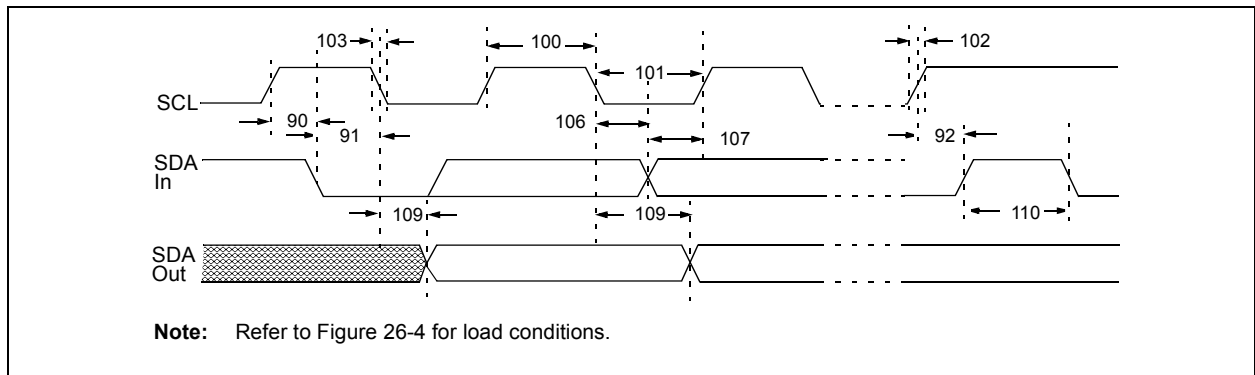 103
100
102
101
SCL
90
91
106
107
92
SDA
In
109
109
110
SDA
Out
Note: Refer to Figure 26-4 for load conditions.